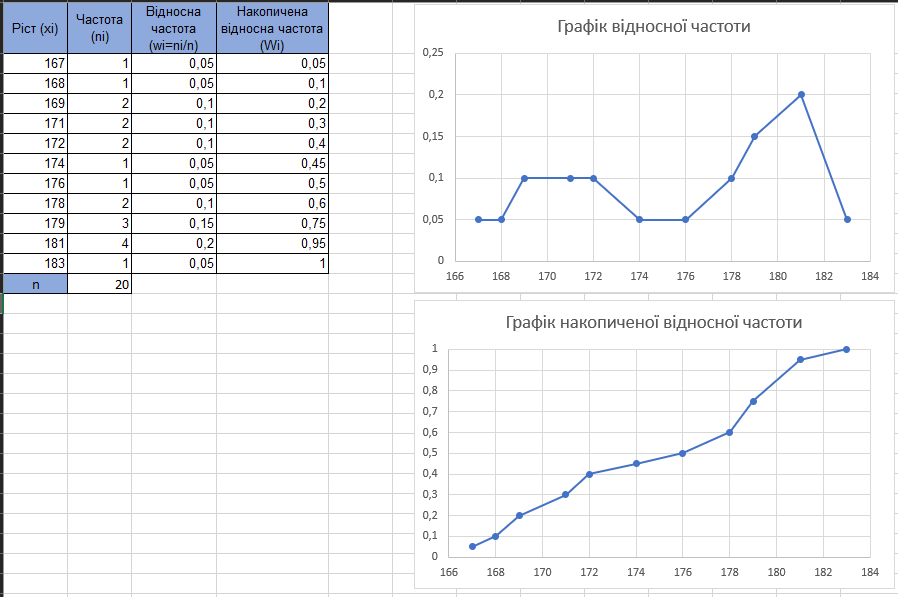 Ріст (xi) Частота (ni) Відносна частота (wi=ni/n) Накопичена відносна частота (Wi)
167 1 0,05 0,05
168 1 0,05 0,1
169 2 0,1 0,2
171 2 0,1 0,3
172 2 0,1 0,4
174 1 0,05 0,45
176 1 0,05 0,5
178 2 0,1 0,6
179 3 0,15 0,75
181 4 0,2 0,95
183 1 0,05 1
n 20
Графік відносної частоти
0,25
0,2
0,15
0,1
0,05
0
166 168 170 172 174 176 178 180 182 184
Графік накопиченої відносної частоти
1
0,9
0,8
0,7
0,6
0,5
0,4
0,3
0,2
0,1
0
166 168 170 172 174 176 178 180 182 184